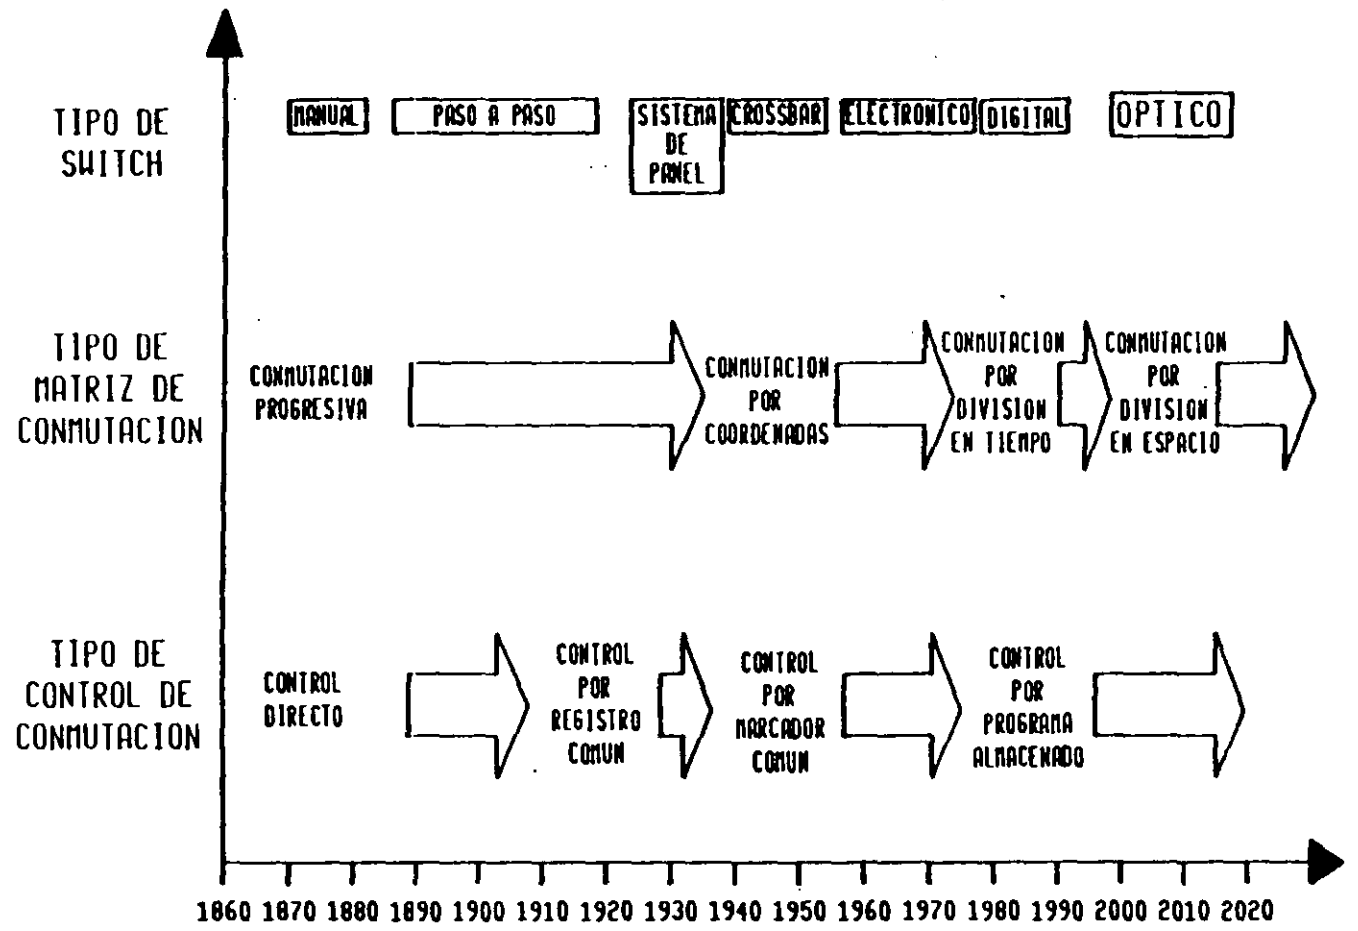 TIPO DE
SWITCH
MANUAL
PASO A PASO
SISTEMA
DE
PANEL
CROSSBAR
ELECTRONICO
DIGITAL
OPTICO
TIPO DE
MATRIZ DE
CONMUTACION
CONMUTACION
PROGRESIVA
CONMUTACION
POR
COORDENADAS
CONMUTACION
POR
DIVISION
EN TIEMPO
CONMUTACION
POR
DIVISION
EN ESPACIO
TIPO DE
CONTROL DE
CONMUTACION
CONTROL
DIRECTO
CONTROL
POR
REGISTRO
COMUN
CONTROL
POR
MARCADOR
COMUN
CONTROL
POR
PROGRAMA
ALMACENADO
1860 1870 1880 1890 1900 1910 1920 1930 1940 1950 1960 1970 1980 1990 2000 2010 2020